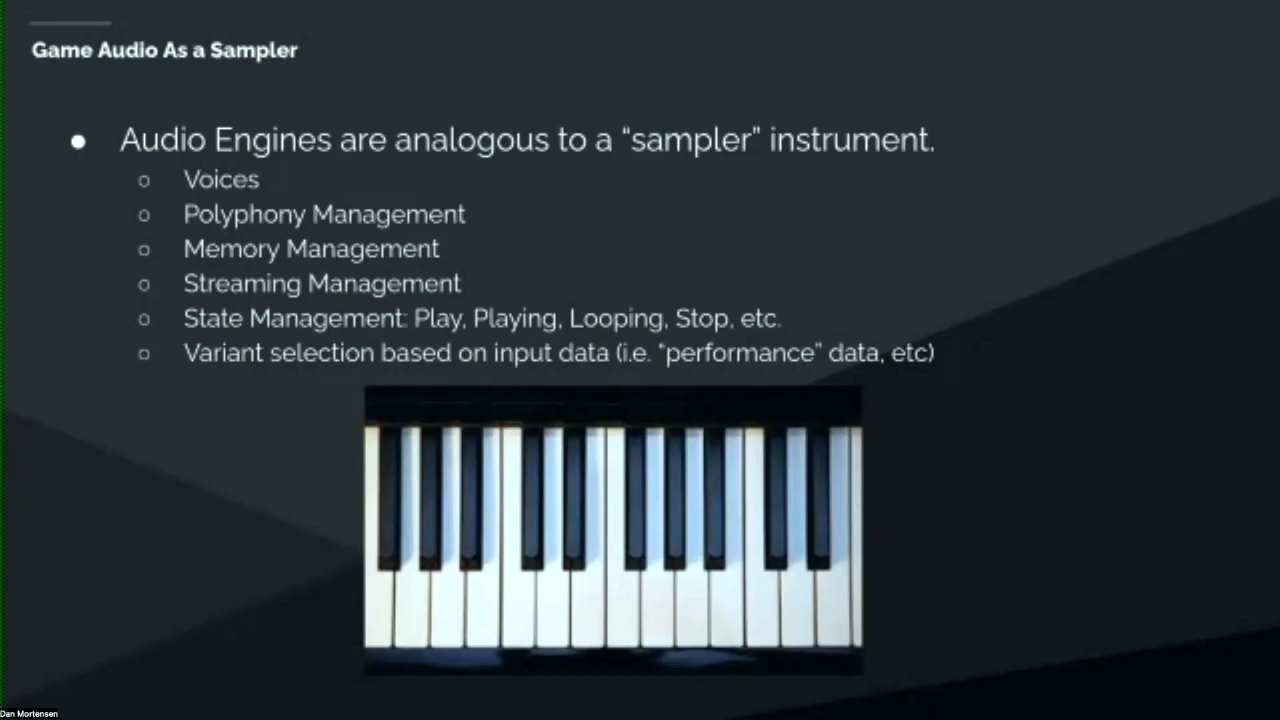 Game Audio As a Sampler
● Audio Engines are analogous to a “sampler” instrument.
○ Voices
○ Polyphony Management
○ Memory Management
○ Streaming Management
○ State Management: Play, Playing, Looping, Stop, etc.
○ Variant selection based on input data (i.e. “performance” data, etc)
Dan Mortensen